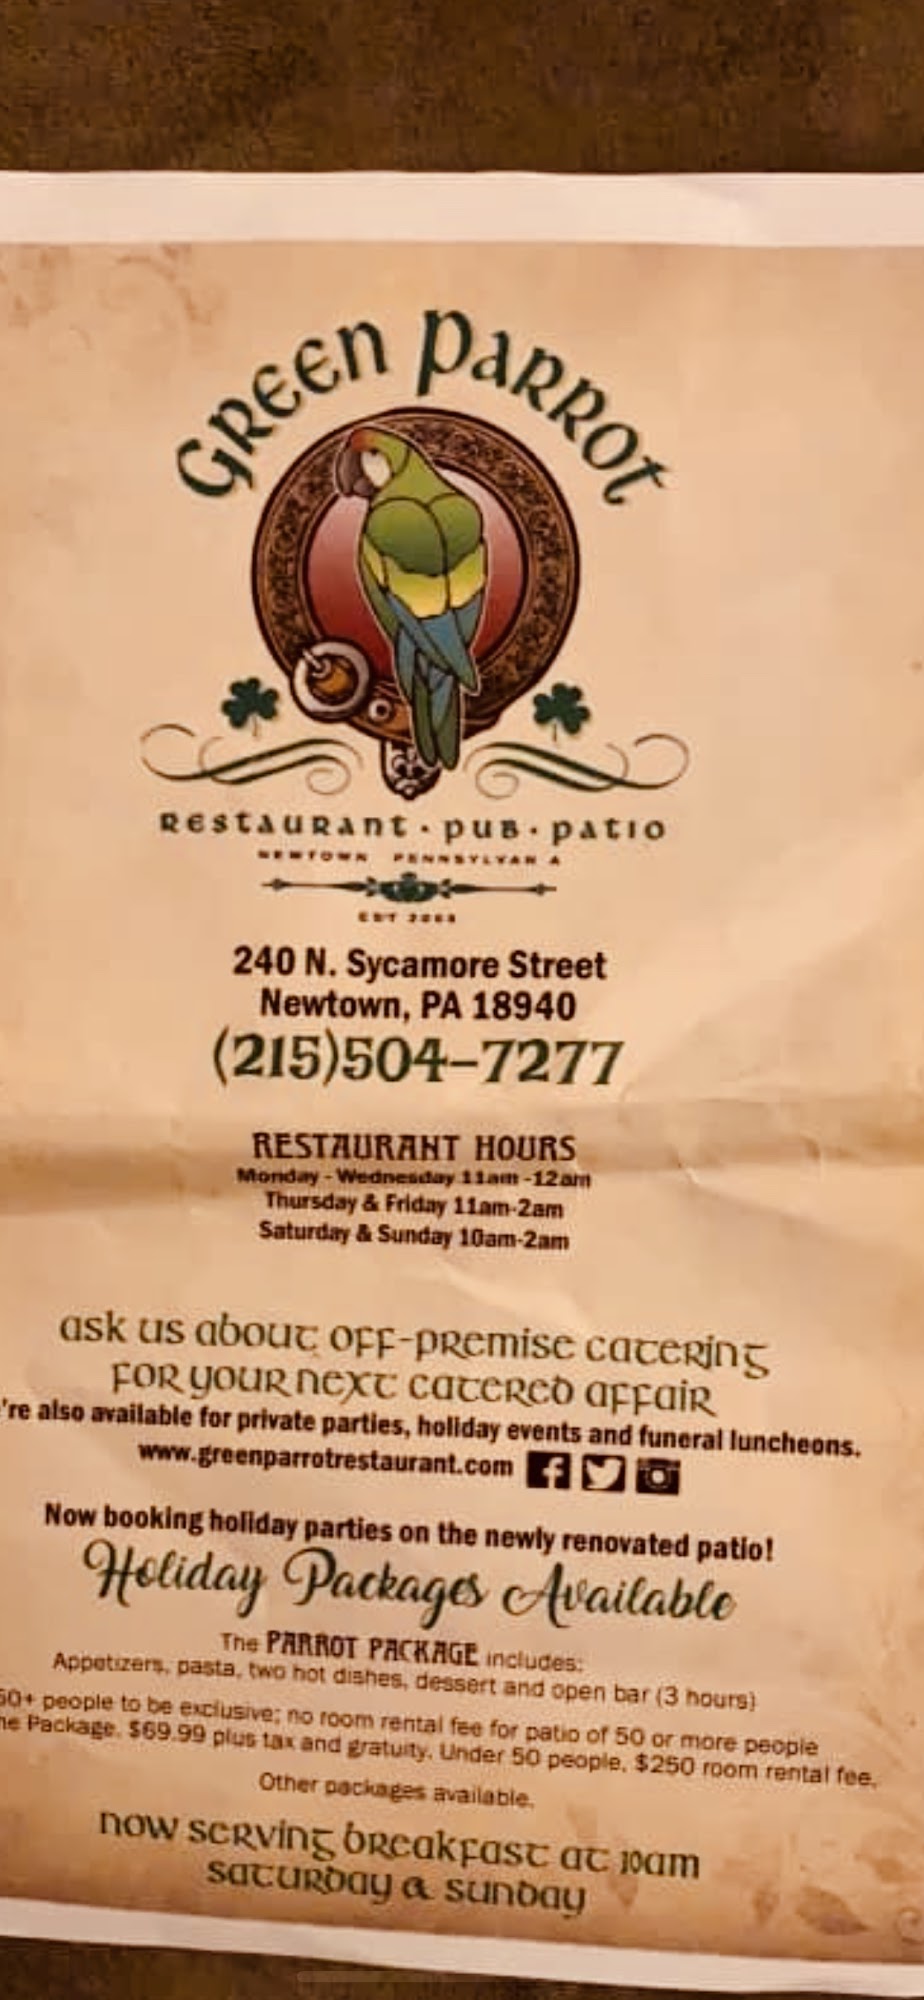 GREEN PARROT
RESTAURANT · PUB · PATIO
NEWTOWN PENNSYLVAN A
EST
240 N. Sycamore Street
Newtown, PA 18940
(215)504-7277
RESTAURANT HOURS
Monday - Wednesday 11am -12am
Thursday & Friday 11am-2am
Saturday & Sunday 10am-2am
ask us about off-premise catering
for your next catered affair
're also available for private parties, holiday events and funeral luncheons.
www.greenparrotrestaurant.com
Now booking holiday parties on the newly renovated patio!
Holiday Packages Available
The PARROT PACKAGE includes:
Appetizers, pasta, two hot dishes, dessert and open bar (3 hours)
50+ people to be exclusive; no room rental fee for patio of 50 or more people
he Package. $69.99 plus tax and gratuity. Under 50 people, $250 room rental fee.
Other packages available.
now serving breakfast at 10am
saturday & sunday